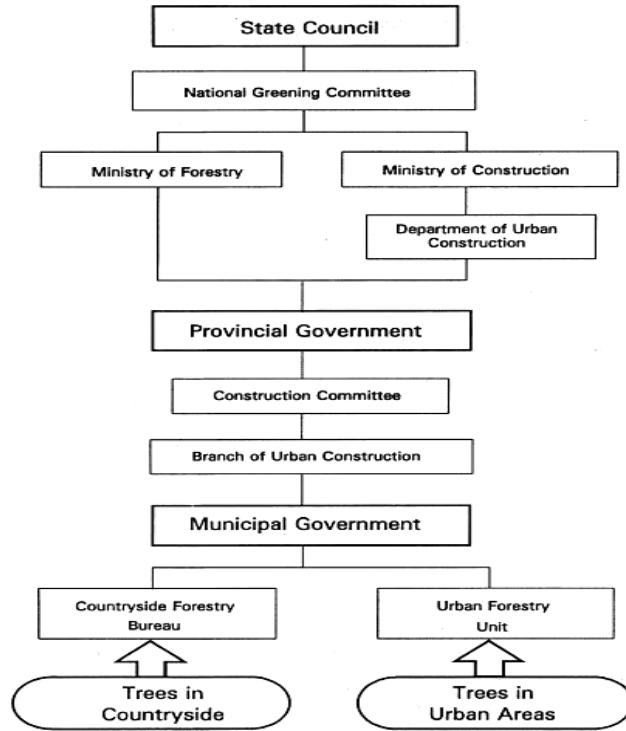 State Council
National Greening Committee
Ministry of Forestry
Ministry of Construction
Department of Urban
Construction
Provincial Government
Construction Committee
Branch of Urban Construction
Municipal Government
Countryside Forestry
Bureau
Urban Forestry
Unit
Trees in
Countryside
Trees in
Urban Areas